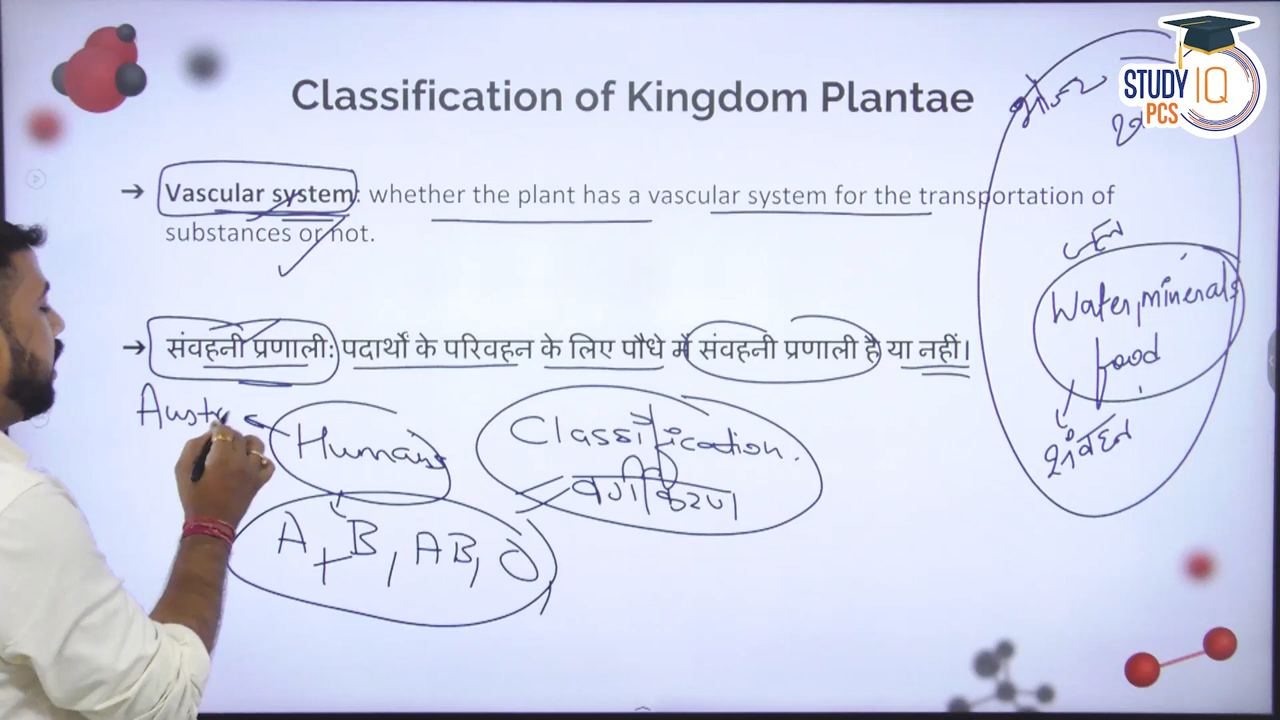 Classification of Kingdom Plantae
STUDY IQ
PCS
→ Vascular system: whether the plant has a vascular system for the transportation of
substances or not.
Water, minerals
food
→ संवहनी प्रणाली: पदार्थों के परिवहन के लिए पौधे में संवहनी प्रणाली है या नहीं।
Aust
Humans
Classification.
वर्गीकरण
संवहन
A, B, AB, O